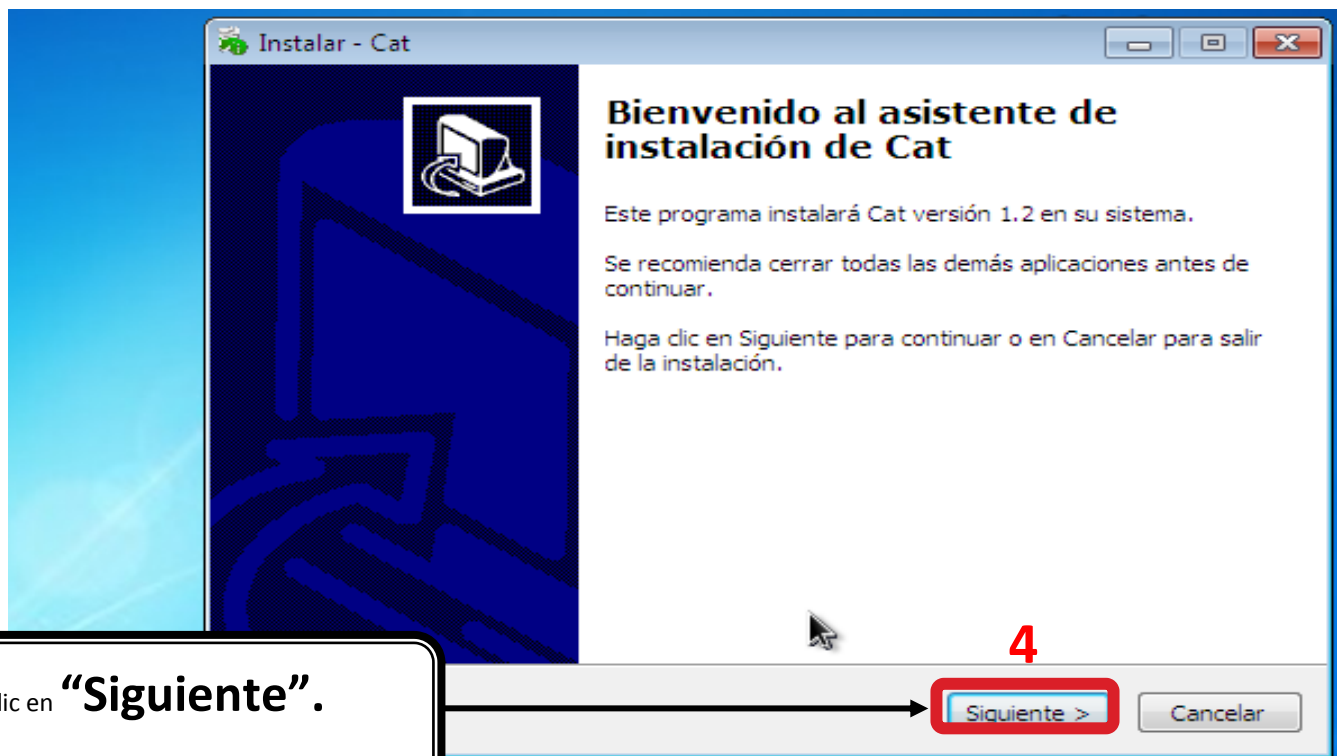 Instalar - Cat
Bienvenido al asistente de
instalación de Cat
Este programa instalará Cat versión 1.2 en su sistema.
Se recomienda cerrar todas las demás aplicaciones antes de
continuar.
Haga clic en Siguiente para continuar o en Cancelar para salir
de la instalación.
4
en “Siguiente”.
Siguiente > Cancelar